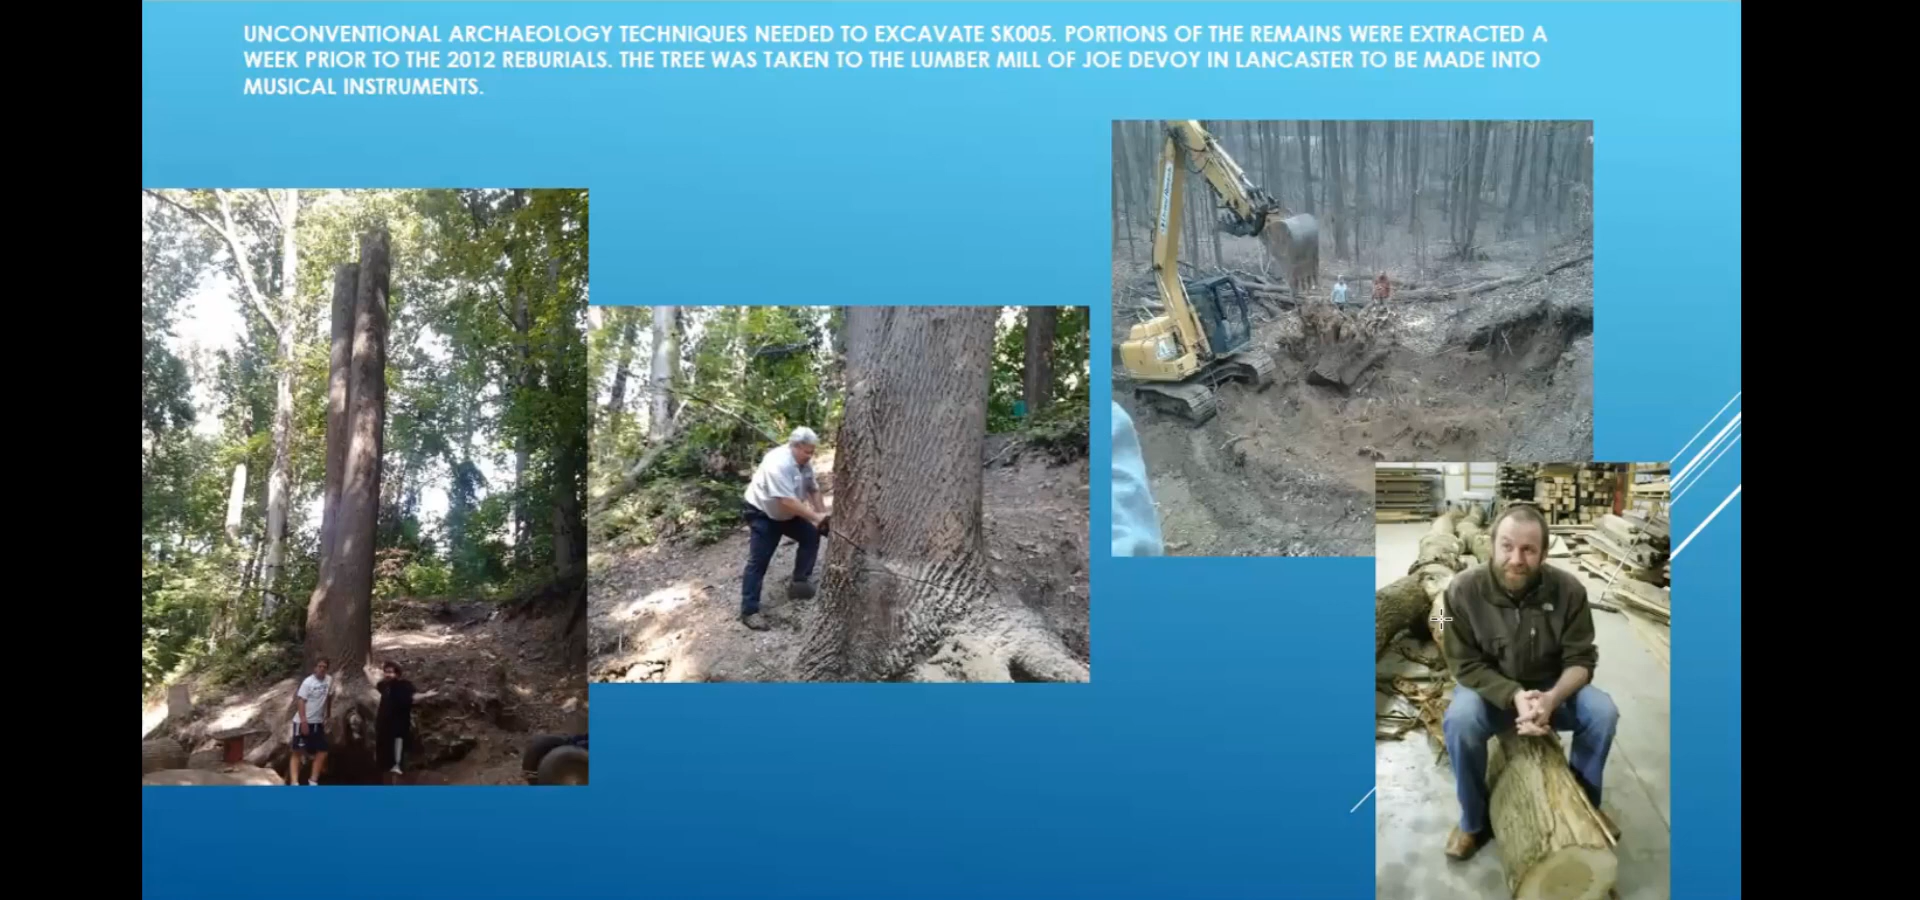 UNCONVENTIONAL ARCHAEOLOGY TECHNIQUES NEEDED TO EXCAVATE SK005. PORTIONS OF THE REMAINS WERE EXTRACTED A
WEEK PRIOR TO THE 2012 REBURIALS. THE TREE WAS TAKEN TO THE LUMBER MILL OF JOE DEVOY IN LANCASTER TO BE MADE INTO
MUSICAL INSTRUMENTS.